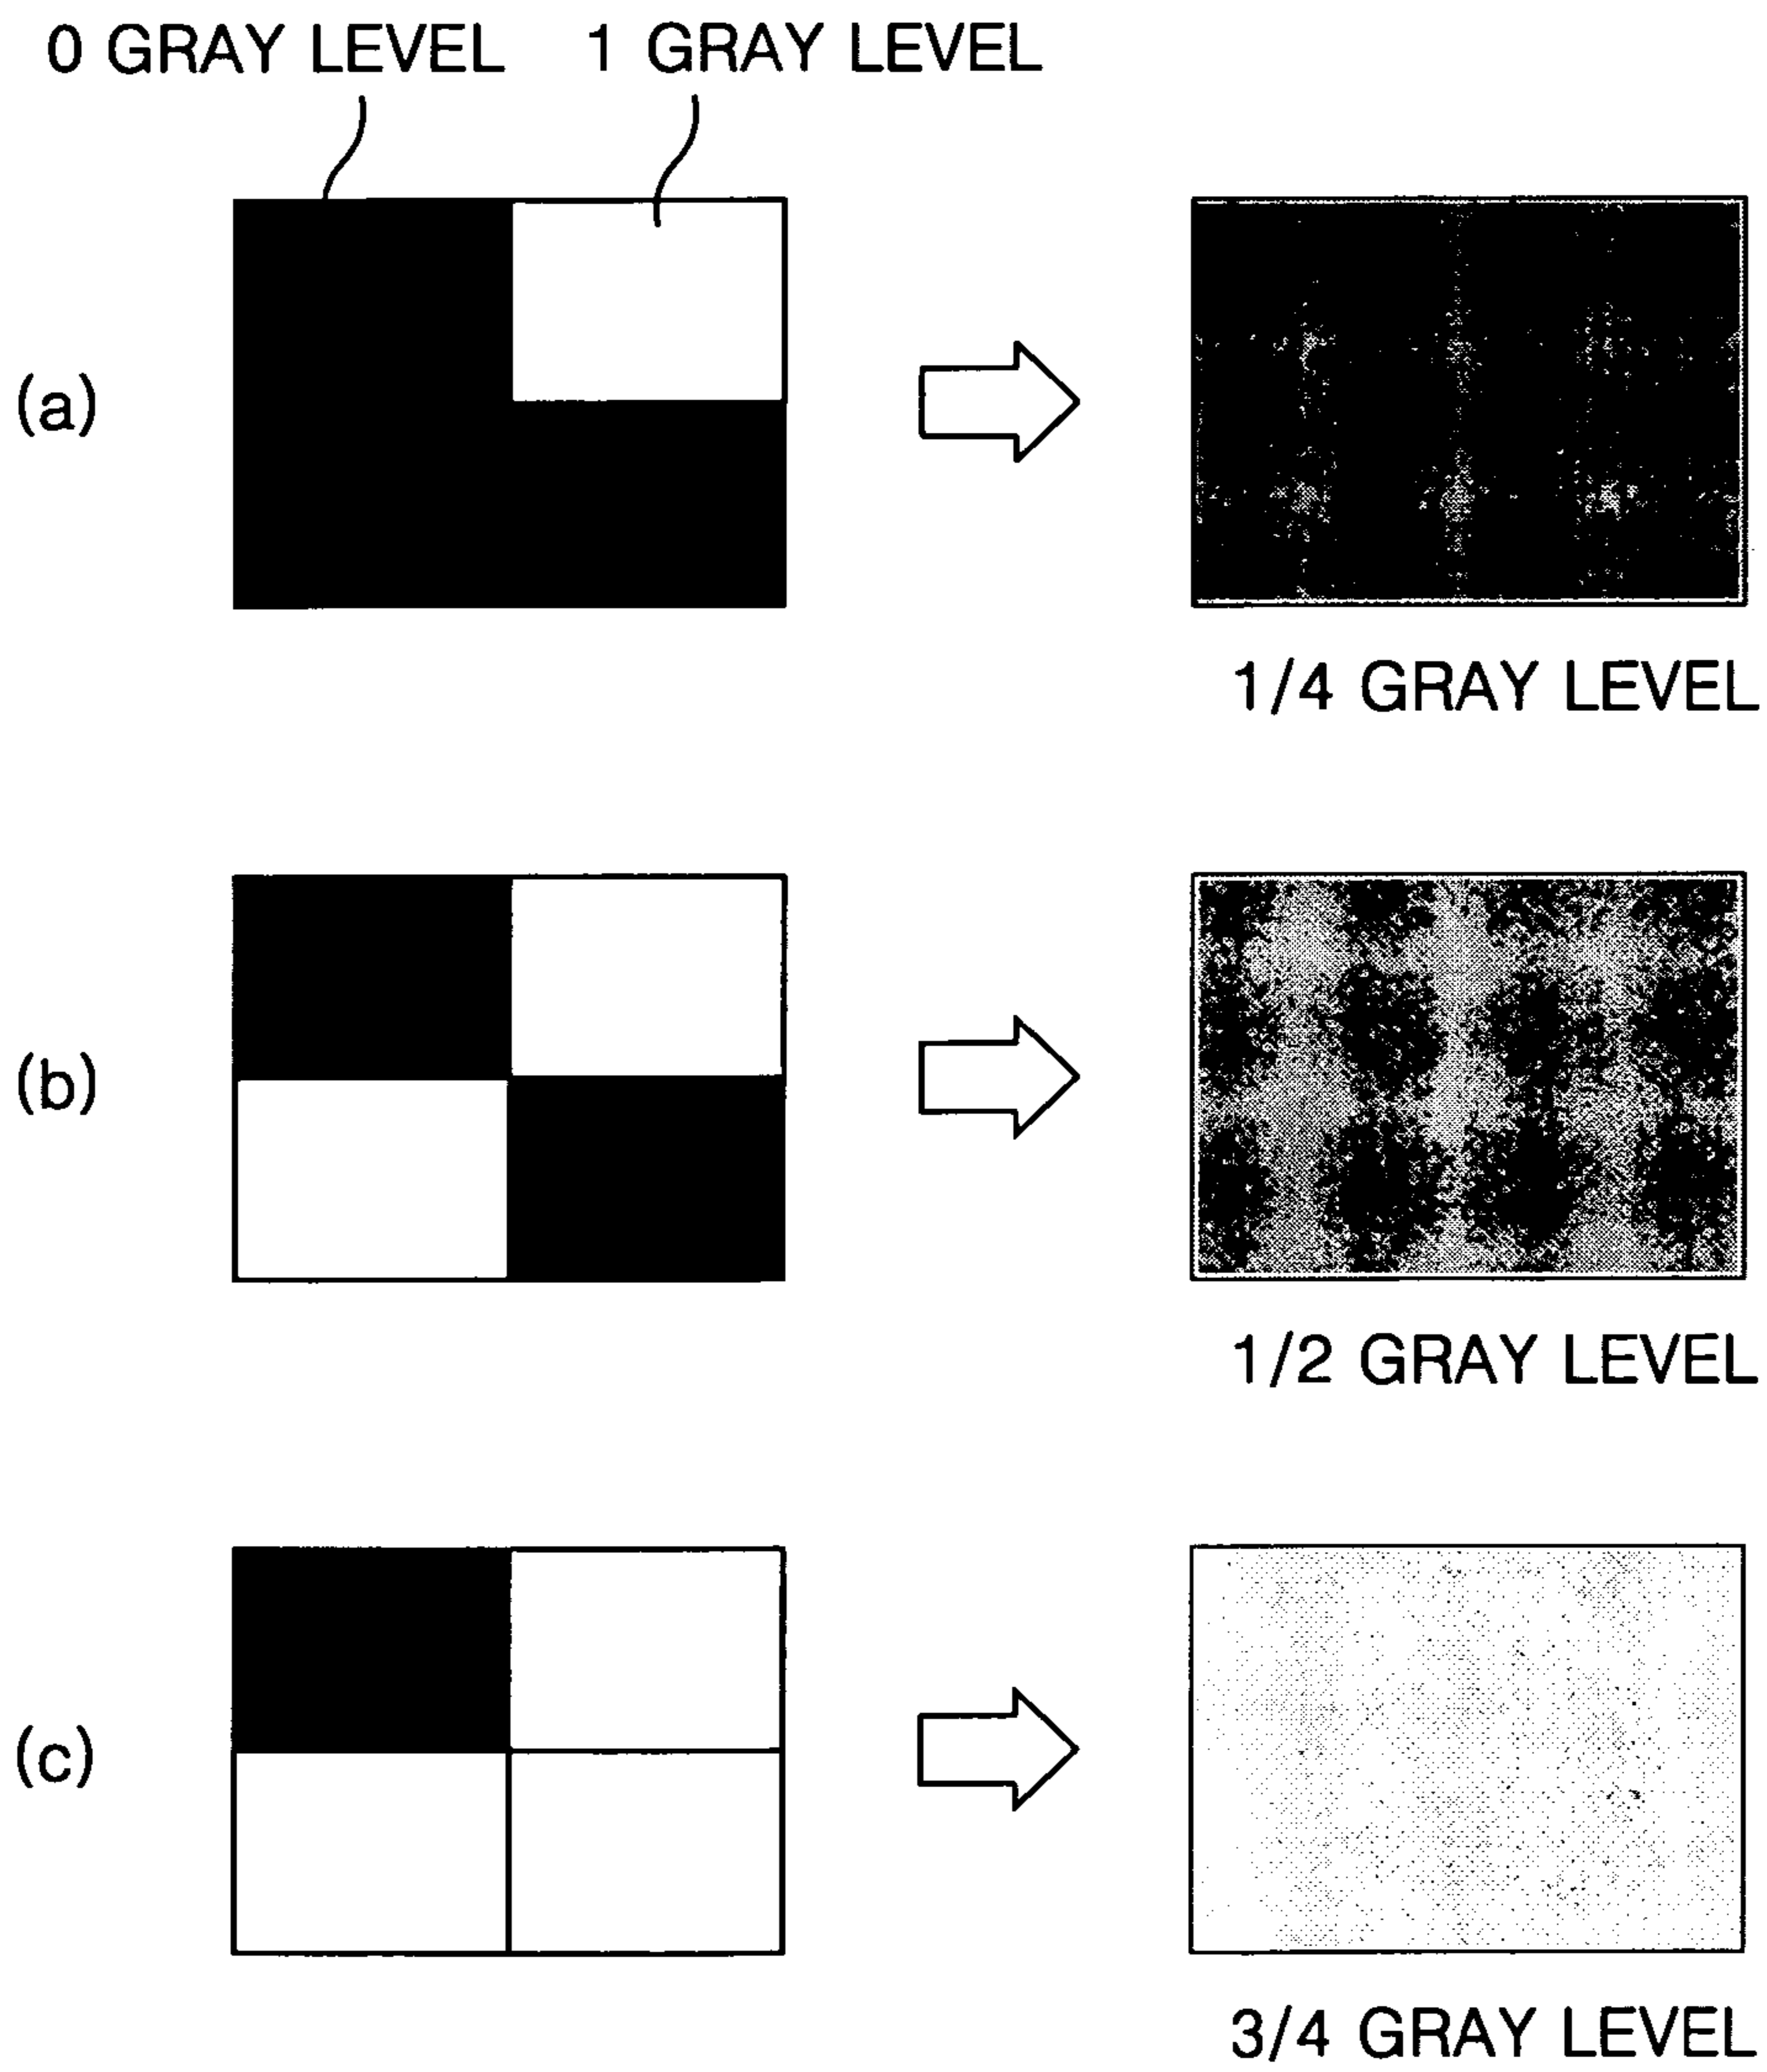 0 GRAY LEVEL 1 GRAY LEVEL
(a)
1/4 GRAY LEVEL
(b)
1/2 GRAY LEVEL
(c)
3/4 GRAY LEVEL